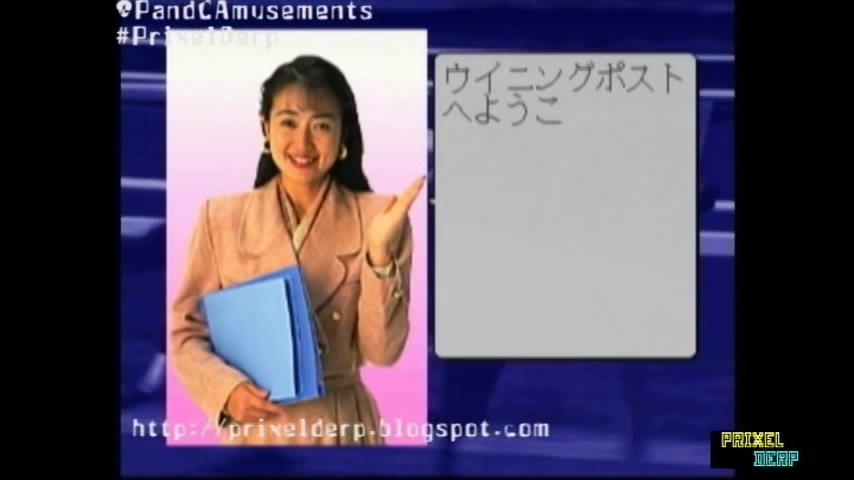 @PandCAmusements
#PrixelDerp
ウイニングポスト
へようこ
http://prixelderp.blogspot.com
PRIXEL
DERP